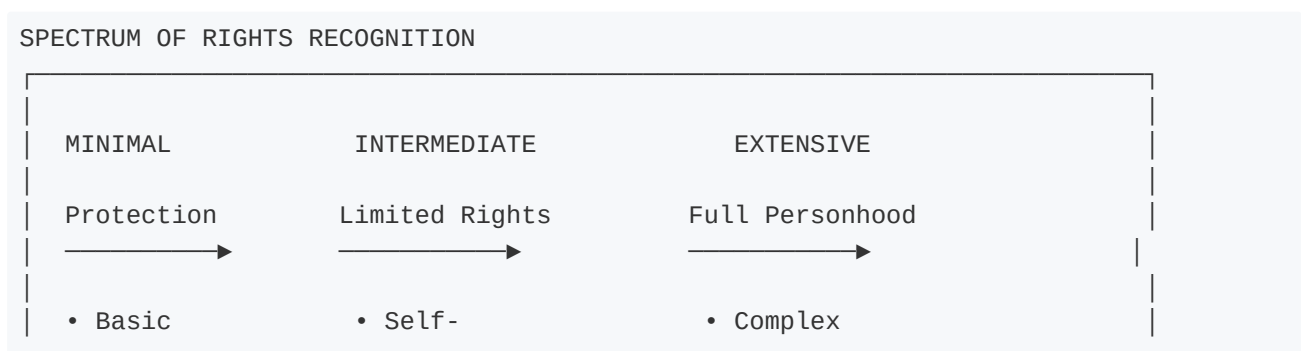 SPECTRUM OF RIGHTS RECOGNITION
MINIMAL INTERMEDIATE EXTENSIVE
Protection Limited Rights Full Personhood
• Basic • Self- • Complex